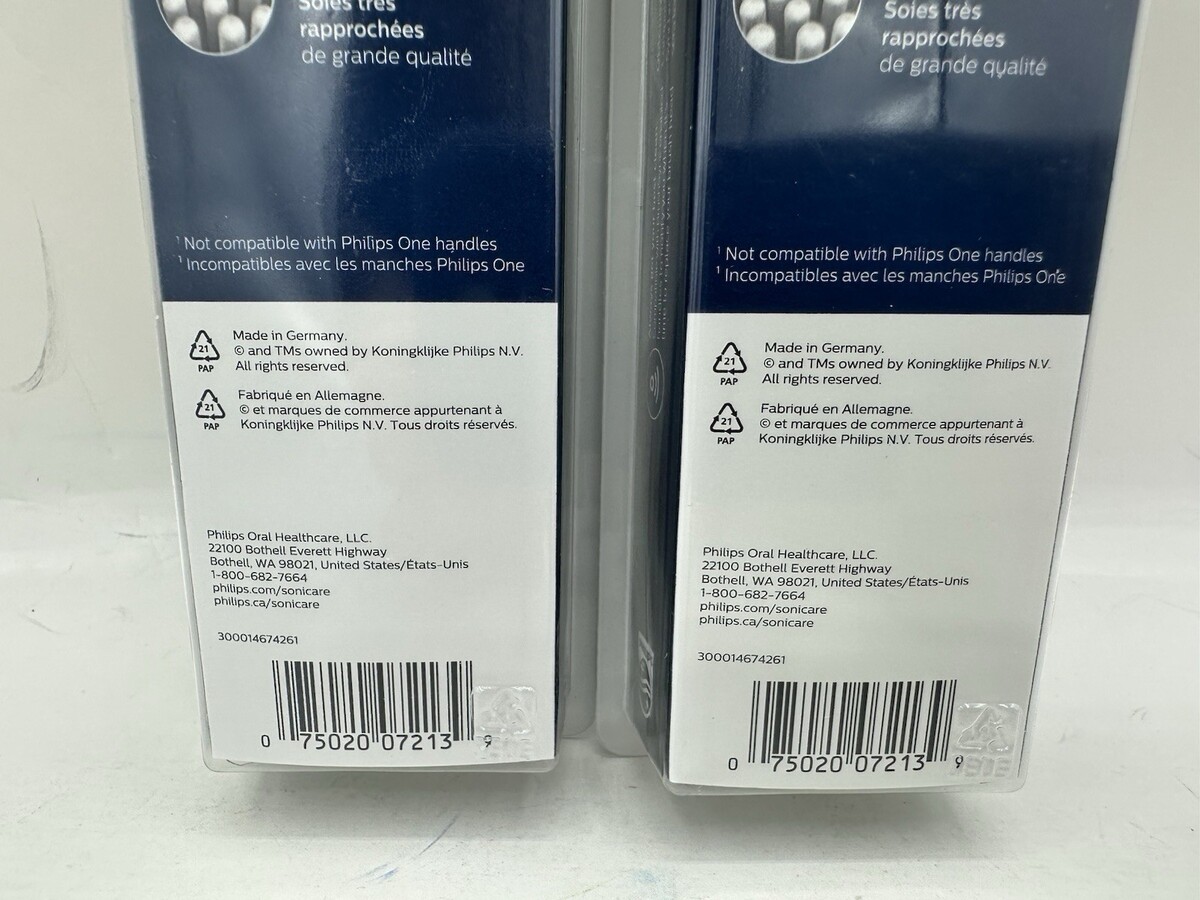 Soies très
rapprochées
de grande qualité
¹ Not compatible with Philips One handles
¹ Incompatibles avec les manches Philips One
21
PAP
Made in Germany.
© and TMs owned by Koningklijke Philips N.V.
All rights reserved.
21
PAP
Fabriqué en Allemagne.
© et marques de commerce appurtenant à
Koningklijke Philips N.V. Tous droits réservés.
Philips Oral Healthcare, LLC.
22100 Bothell Everett Highway
Bothell, WA 98021, United States/États-Unis
1-800-682-7664
philips.com/sonicare
philips.ca/sonicare
300014674261
0 75020 07213 9
Soies très
rapprochées
de grande qualité
¹ Not compatible with Philips One handles
¹ Incompatibles avec les manches Philips One
21
PAP
Made in Germany.
© and TMs owned by Koningklijke Philips N.V.
All rights reserved.
21
PAP
Fabriqué en Allemagne.
© et marques de commerce appurtenant à
Koningklijke Philips N.V. Tous droits réservés.
Philips Oral Healthcare, LLC.
22100 Bothell Everett Highway
Bothell, WA 98021, United States/États-Unis
1-800-682-7664
philips.com/sonicare
philips.ca/sonicare
300014674261
0 75020 07213 9